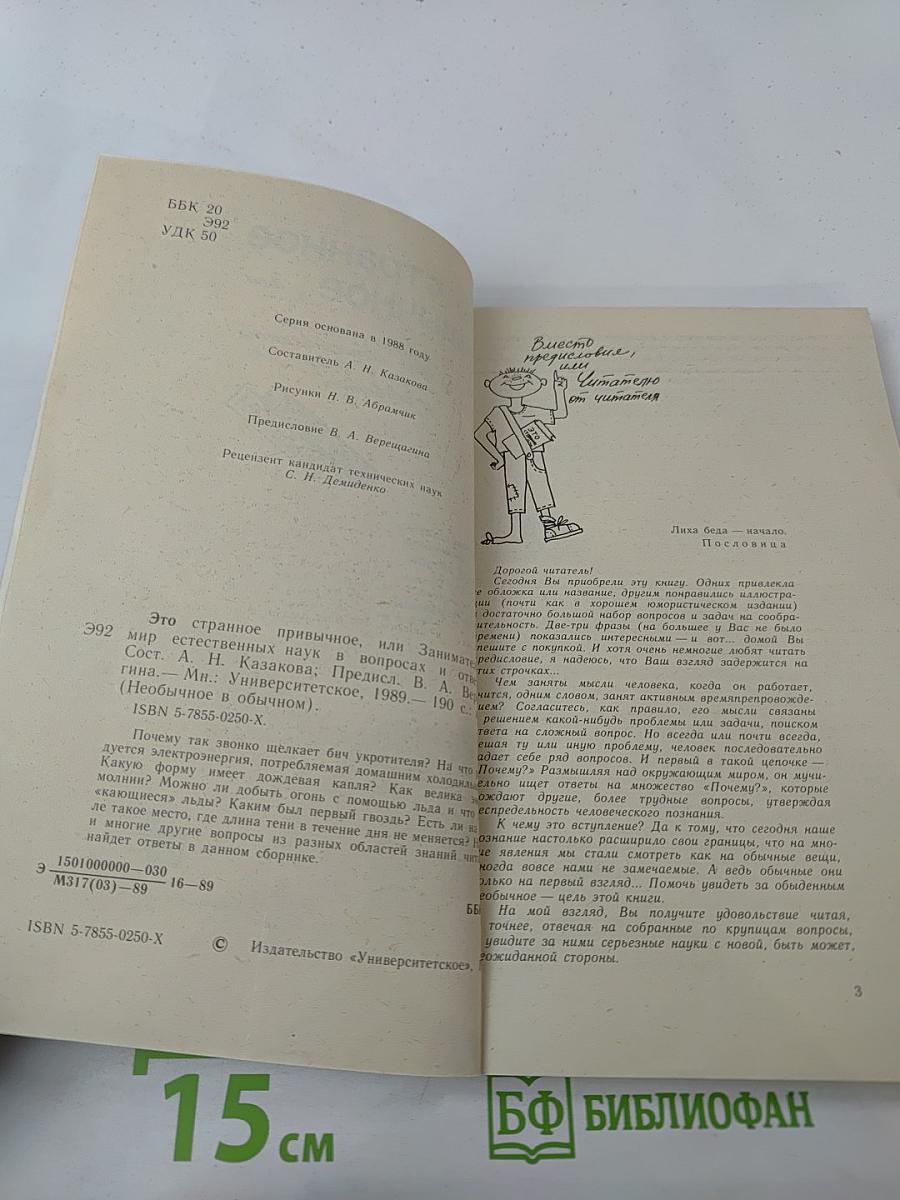 ББК 20
Э92
УДК 50
Серия основана в 1988 году
Составитель А. Н. Казакова
Рисунки Н. В. Абрамчик
Предисловие В. А. Верещагина
Рецензент кандидат технических наук
С. Н. Демиденко
Это странное привычное, или Занимате
Э92 мир естественных наук в вопросах и отве
Сост. А. Н. Казакова; Предисл. В. А. Вер
гина.— Мн.: Университетское, 1989.— 190 с.:
(Необычное в обычном).
ISBN 5-7855-0250-X.
Почему так звонко щёлкает бич укротителя? На что
дуется электроэнергия, потребляемая домашним холодиль
Какую форму имеет дождевая капля? Как велика э
молнии? Можно ли добыть огонь с помощью льда и что
«кающиеся» льды? Каким был первый гвоздь? Есть ли на
ле такое место, где длина тени в течение дня не меняется?
и многие другие вопросы из разных областей знаний чит
найдет ответы в данном сборнике.
Э 1501000000—030
М317(03)—89 16—89
ББК
ISBN 5-7855-0250-X
© Издательство «Университетское»,
Вместо
предисловия,
или
Читателю
от читателя
ЭТО
Лиха беда — начало.
Пословица
Дорогой читатель!
Сегодня Вы приобрели эту книгу. Одних привлекла
ее обложка или название, другим понравились иллюстра-
ции (почти как в хорошем юмористическом издании)
и достаточно большой набор вопросов и задач на сообра-
зительность. Две-три фразы (на большее у Вас не было
времени) показались интересными — и вот... домой Вы
спешите с покупкой. И хотя очень немногие любят читать
предисловие, я надеюсь, что Ваш взгляд задержится на
этих строчках...
Чем заняты мысли человека, когда он работает,
учится, одним словом, занят активным времяпрепровожде-
нием? Согласитесь, как правило, его мысли связаны
с решением какой-нибудь проблемы или задачи, поиском
ответа на сложный вопрос. Но всегда или почти всегда,
решая ту или иную проблему, человек последовательно
задает себе ряд вопросов. И первый в такой цепочке —
«Почему?» Размышляя над окружающим миром, он мучи-
тельно ищет ответы на множество «Почему?», которые
рождают другие, более трудные вопросы, утверждая
беспредельность человеческого познания.
К чему это вступление? Да к тому, что сегодня наше
познание настолько расширило свои границы, что на мно-
гие явления мы стали смотреть как на обычные вещи,
иногда вовсе нами не замечаемые. А ведь обычные они
только на первый взгляд... Помочь увидеть за обыденным
необычное — цель этой книги.
На мой взгляд, Вы получите удовольствие читая,
точнее, отвечая на собранные по крупицам вопросы,
увидите за ними серьезные науки с новой, быть может,
неожиданной стороны.
3
15 см
БФ БИБЛИОФАН